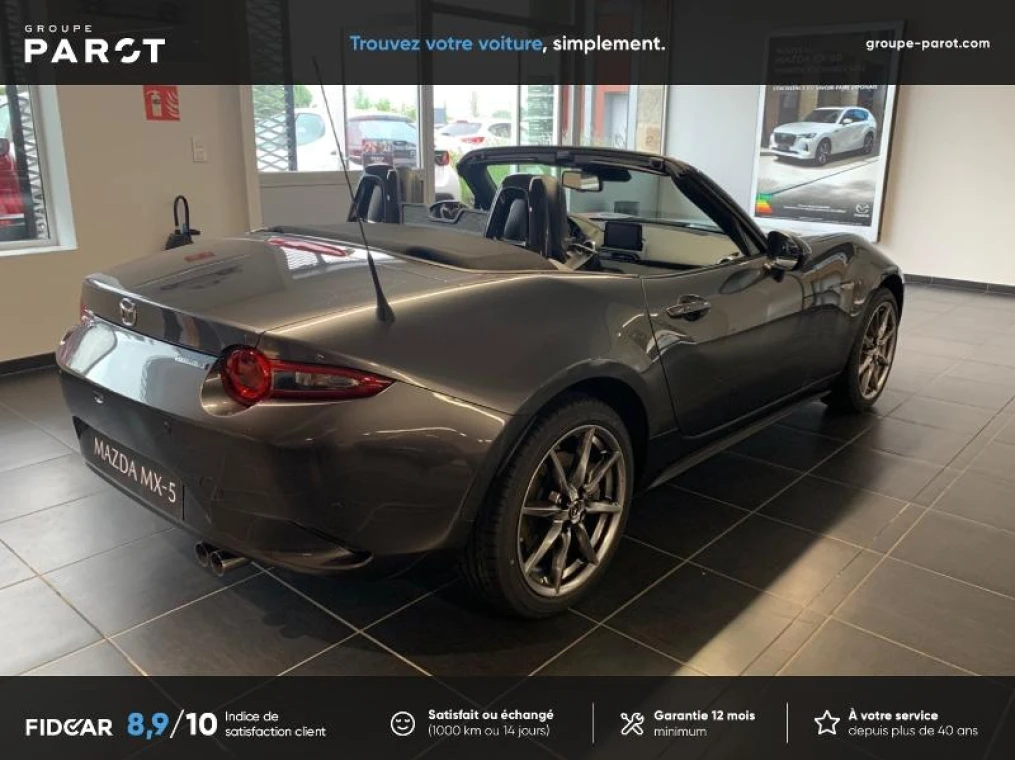 GROUPE
PAROT
Trouvez votre voiture, simplement.
groupe-parot.com
MAZDA MX-5
FIDCAR 8,9/10 Indice de
satisfaction client
Satisfait ou échangé
(1000 km ou 14 jours)
Garantie 12 mois
minimum
À votre service
depuis plus de 40 ans